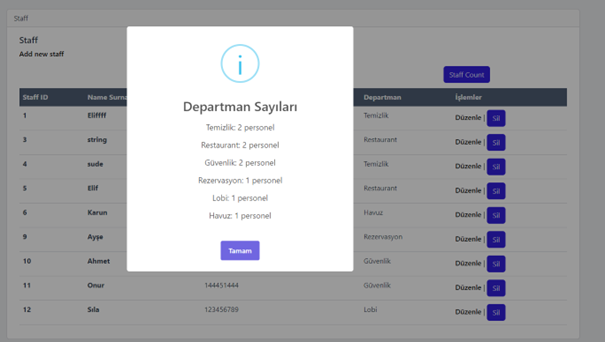 Staff
Staff
Add new staff
Staff Count
Staff ID Name Surna Departman İşlemler
1 Eliffff Temizlik Düzenle | Sil
3 string Restaurant Düzenle | Sil
4 sude Temizlik Düzenle | Sil
5 Elif Restaurant Düzenle | Sil
6 Karun Havuz Düzenle | Sil
9 Ayşe Rezervasyon Düzenle | Sil
10 Ahmet Güvenlik Düzenle | Sil
11 Onur 144451444 Güvenlik Düzenle | Sil
12 Sıla 123456789 Lobi Düzenle | Sil
i
Departman Sayıları
Temizlik: 2 personel
Restaurant: 2 personel
Güvenlik: 2 personel
Rezervasyon: 1 personel
Lobi: 1 personel
Havuz: 1 personel
Tamam